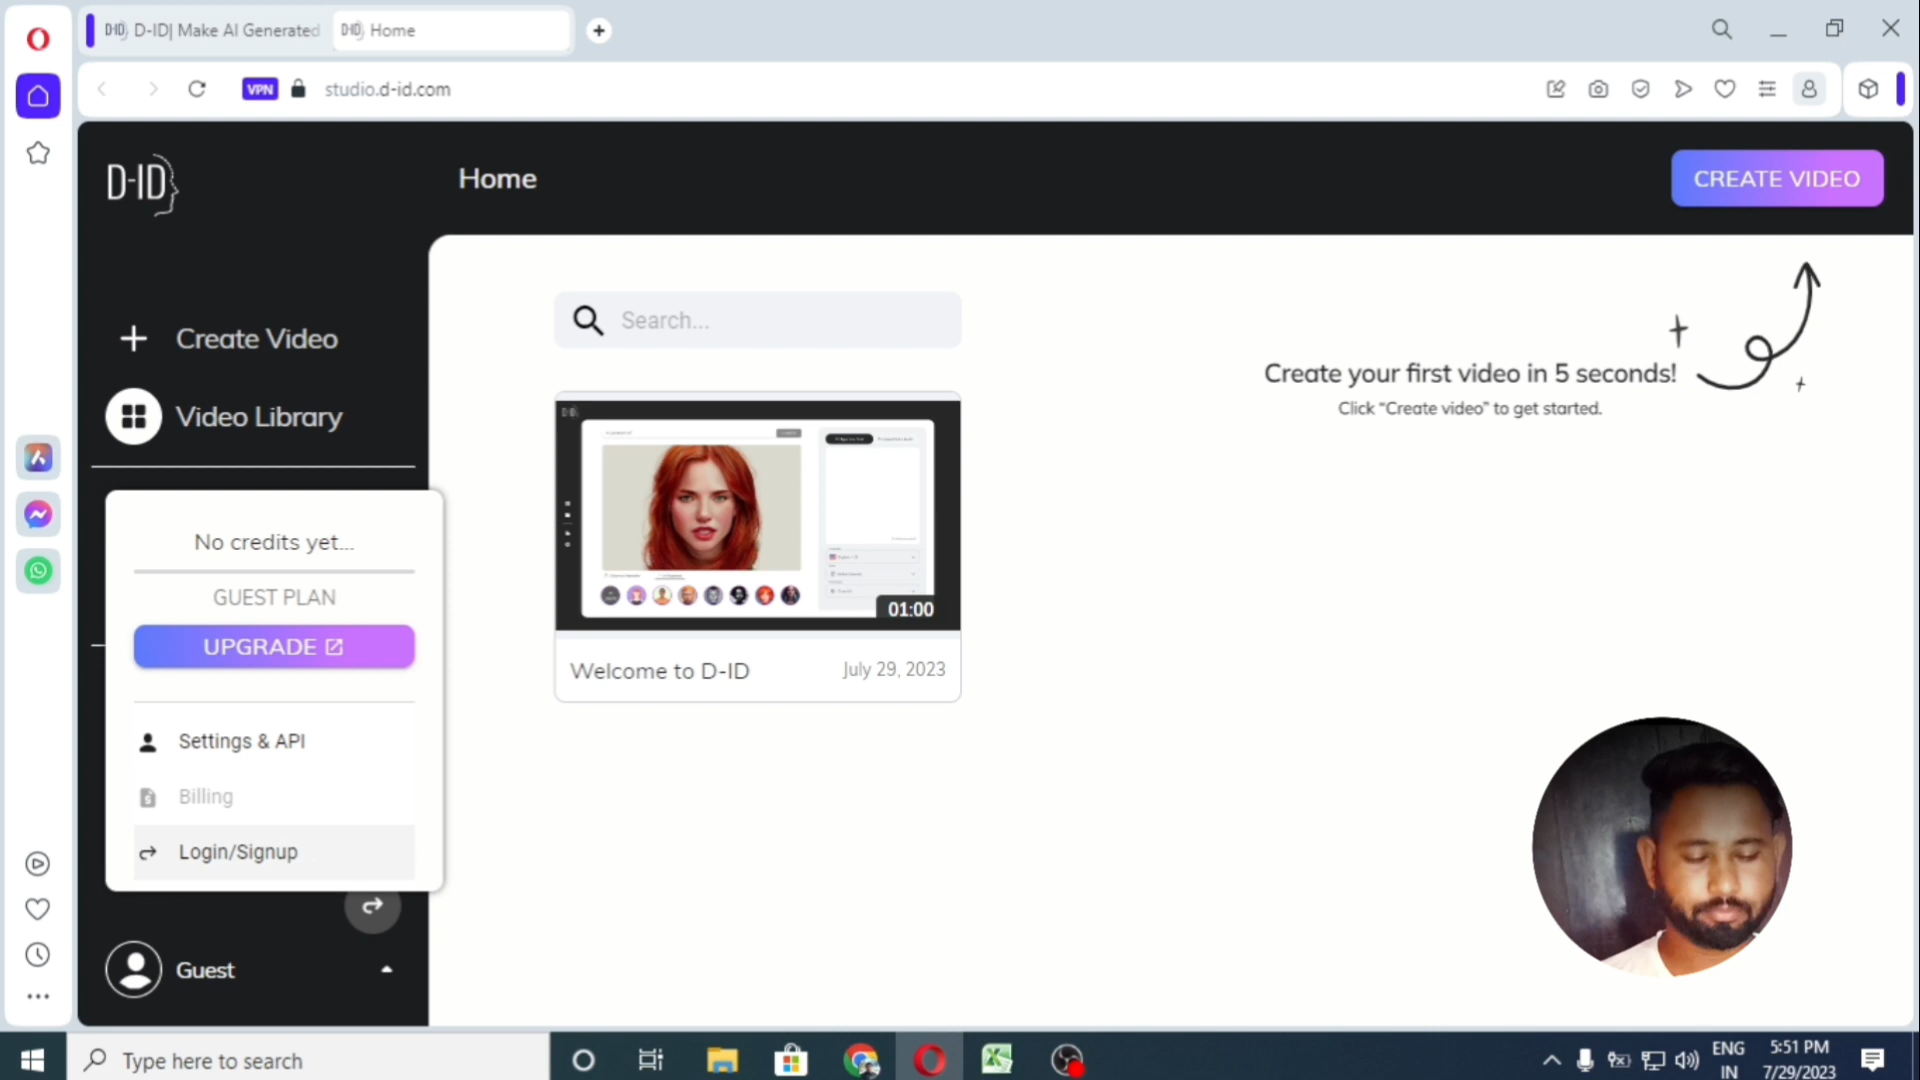 D-ID| Make AI Generated
Home
VPN
studio.d-id.com
D-ID
Home
CREATE VIDEO
Create Video
Video Library
Search...
Create your first video in 5 seconds!
Click “Create video” to get started.
01:00
Welcome to D-ID
July 29, 2023
No credits yet...
GUEST PLAN
UPGRADE
Settings & API
Billing
Login/Signup
Guest
Type here to search
ENG
IN
5:51 PM
7/29/2023